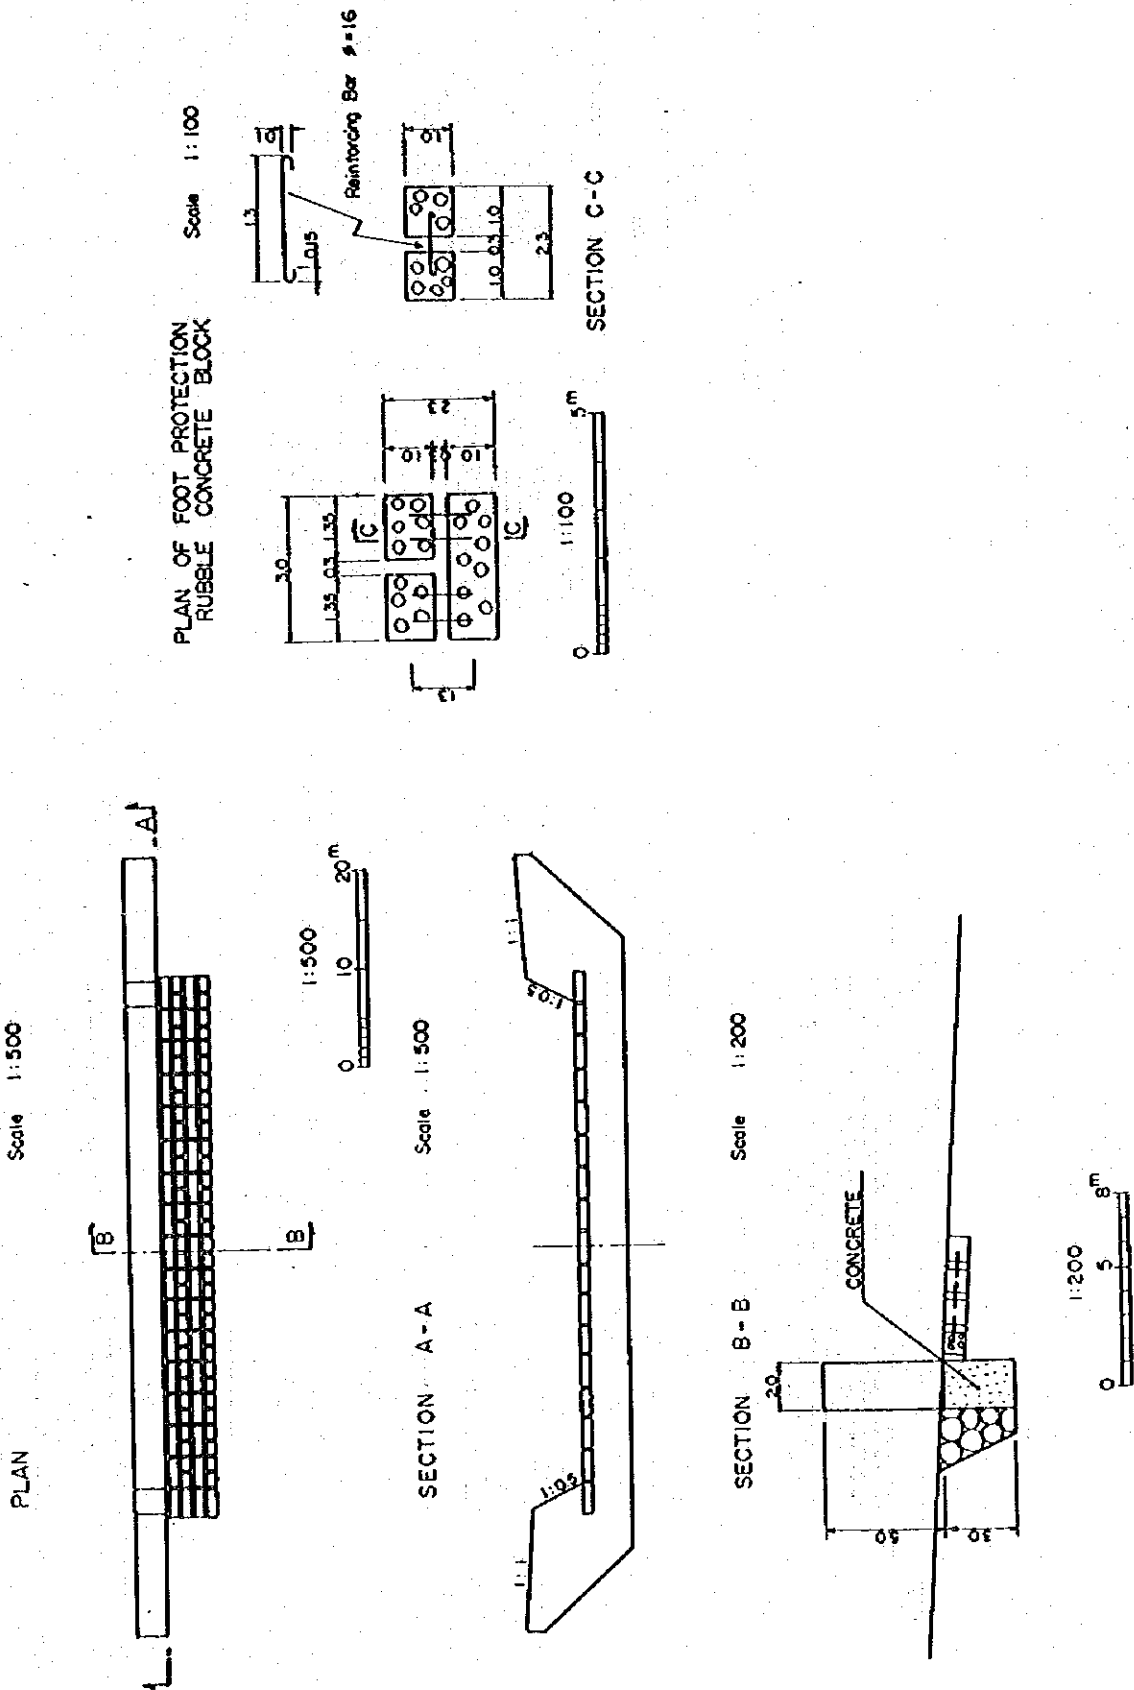 PLAN
Scale 1:500
B
B
A
1:500
0 10 20m
SECTION A-A
Scale 1:500
1:1
1:0.5
1:0.5
1:1
SECTION B-B
Scale 1:200
2.0
CONCRETE
5.0
3.0
1:200
0 5 8m
PLAN OF FOOT PROTECTION
RUBBLE CONCRETE BLOCK
Scale 1:100
3.0
1.35 0.3 1.35
C
C
1.3
1.0
1.0
2.3
1:100
0 5m
1.3
0.15
Reinforcing Bar ø=16
1.0
1.0 0.3 1.0
2.3
SECTION C-C